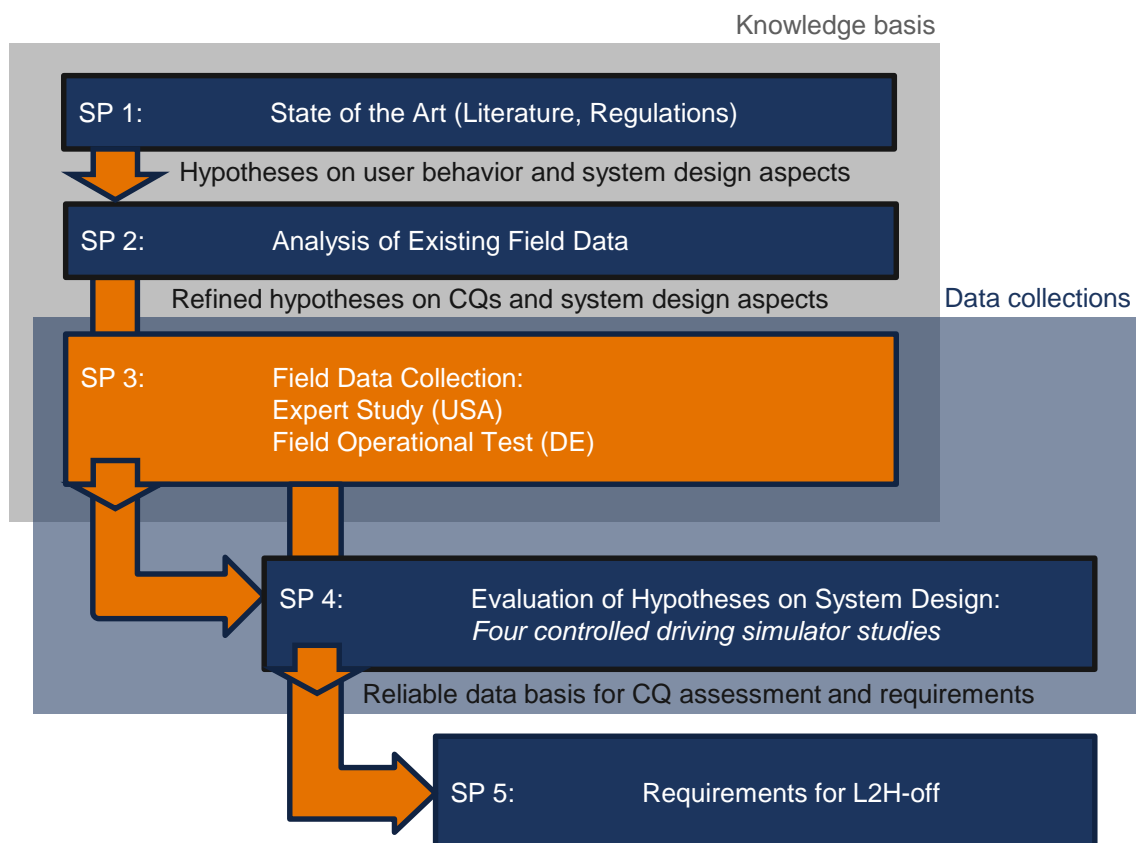 Knowledge basis
SP 1: State of the Art (Literature, Regulations)
Hypotheses on user behavior and system design aspects
SP 2: Analysis of Existing Field Data
Refined hypotheses on CQs and system design aspects
Data collections
SP 3: Field Data Collection:
Expert Study (USA)
Field Operational Test (DE)
SP 4: Evaluation of Hypotheses on System Design:
Four controlled driving simulator studies
Reliable data basis for CQ assessment and requirements
SP 5: Requirements for L2H-off